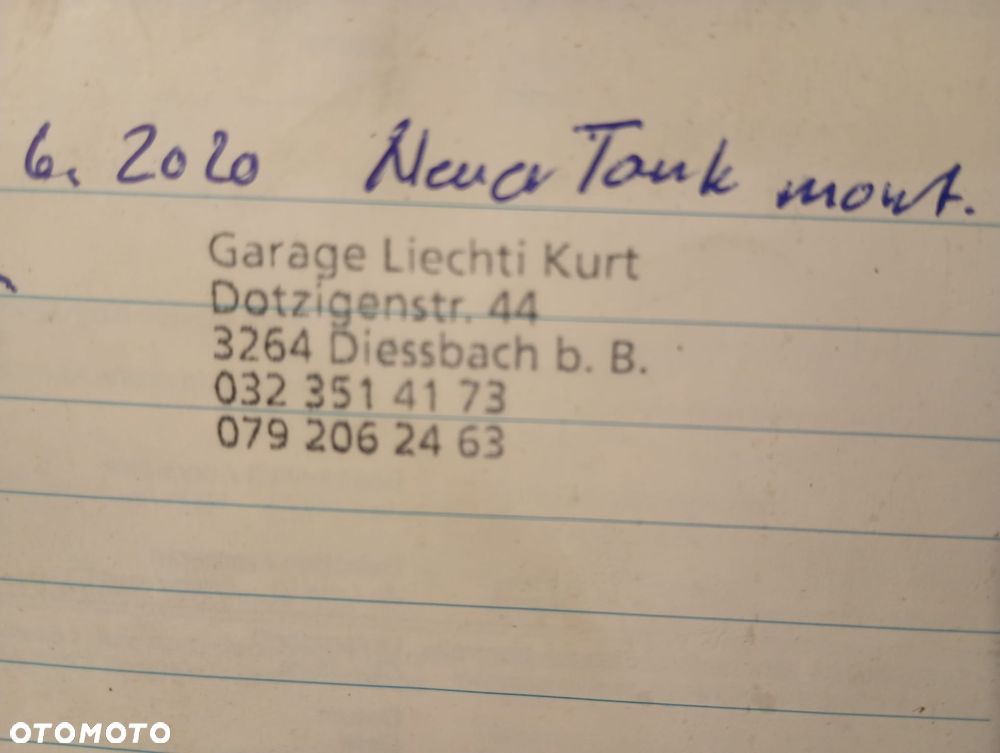 6. 2020 Neuer Tank mont.
Garage Liechti Kurt
Dotzigenstr. 44
3264 Diessbach b. B.
032 351 41 73
079 206 24 63
OTOMOTO